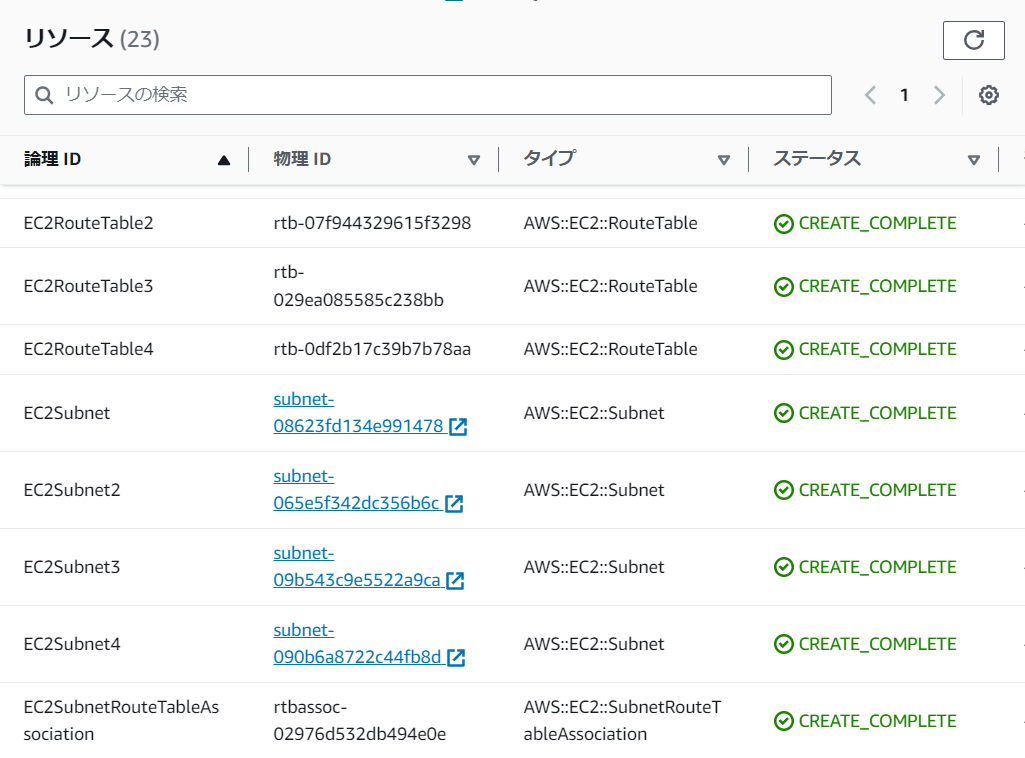 リソース (23)
リソースの検索
1
論理 ID 物理 ID タイプ ステータス
EC2RouteTable2 rtb-07f944329615f3298 AWS::EC2::RouteTable CREATE_COMPLETE
rtb-
EC2RouteTable3 029ea085585c238bb AWS::EC2::RouteTable CREATE_COMPLETE
EC2RouteTable4 rtb-0df2b17c39b7b78aa AWS::EC2::RouteTable CREATE_COMPLETE
subnet-
EC2Subnet 08623fd134e991478 AWS::EC2::Subnet CREATE_COMPLETE
subnet-
EC2Subnet2 065e5f342dc356b6c AWS::EC2::Subnet CREATE_COMPLETE
subnet-
EC2Subnet3 09b543c9e5522a9ca AWS::EC2::Subnet CREATE_COMPLETE
subnet-
EC2Subnet4 090b6a8722c44fb8d AWS::EC2::Subnet CREATE_COMPLETE
EC2SubnetRouteTableAs rtbassoc- AWS::EC2::SubnetRouteT CREATE_COMPLETE
sociation 02976d532db494e0e ableAssociation